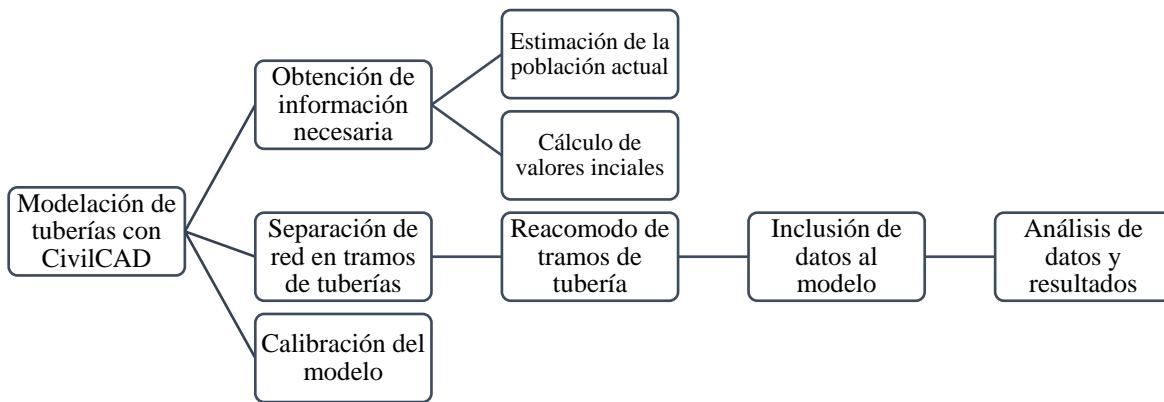 Modelación de
tuberías con
CivilCAD
Obtención de
información
necesaria
Estimación de la
población actual
Cálculo de
valores inciales
Separación de
red en tramos
de tuberías
Reacomodo de
tramos de
tubería
Inclusión de
datos al
modelo
Análisis de
datos y
resultados
Calibración del
modelo